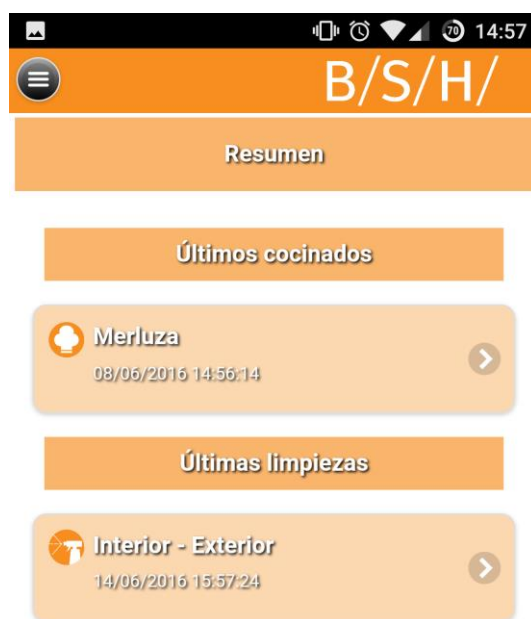 70 14:57
B/S/H/
Resumen
Últimos cocinados
Merluza
08/06/2016 14:56:14
Últimas limpiezas
Interior - Exterior
14/06/2016 15:57:24